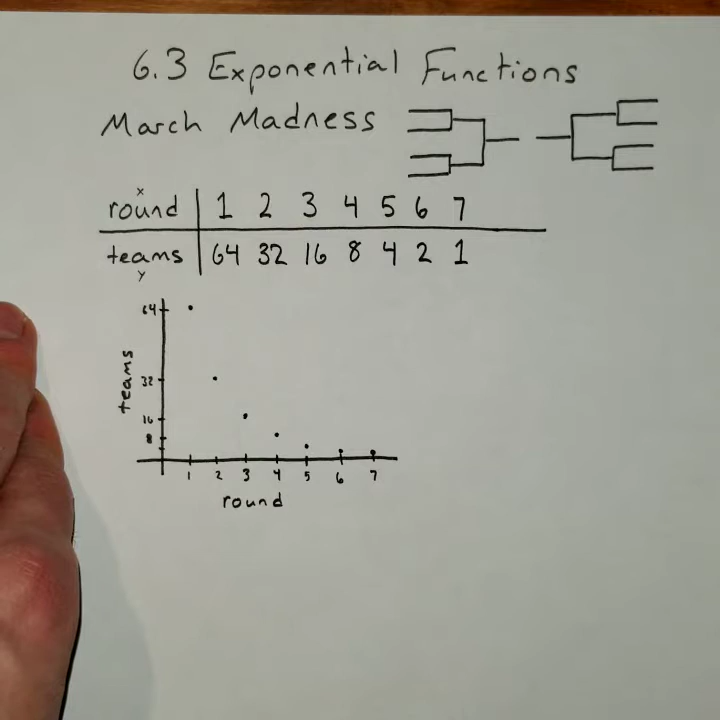 6.3 Exponential Functions
March Madness
x
round 1 2 3 4 5 6 7
teams 64 32 16 8 4 2 1
y
64
32
16
8
teams
1 2 3 4 5 6 7
round